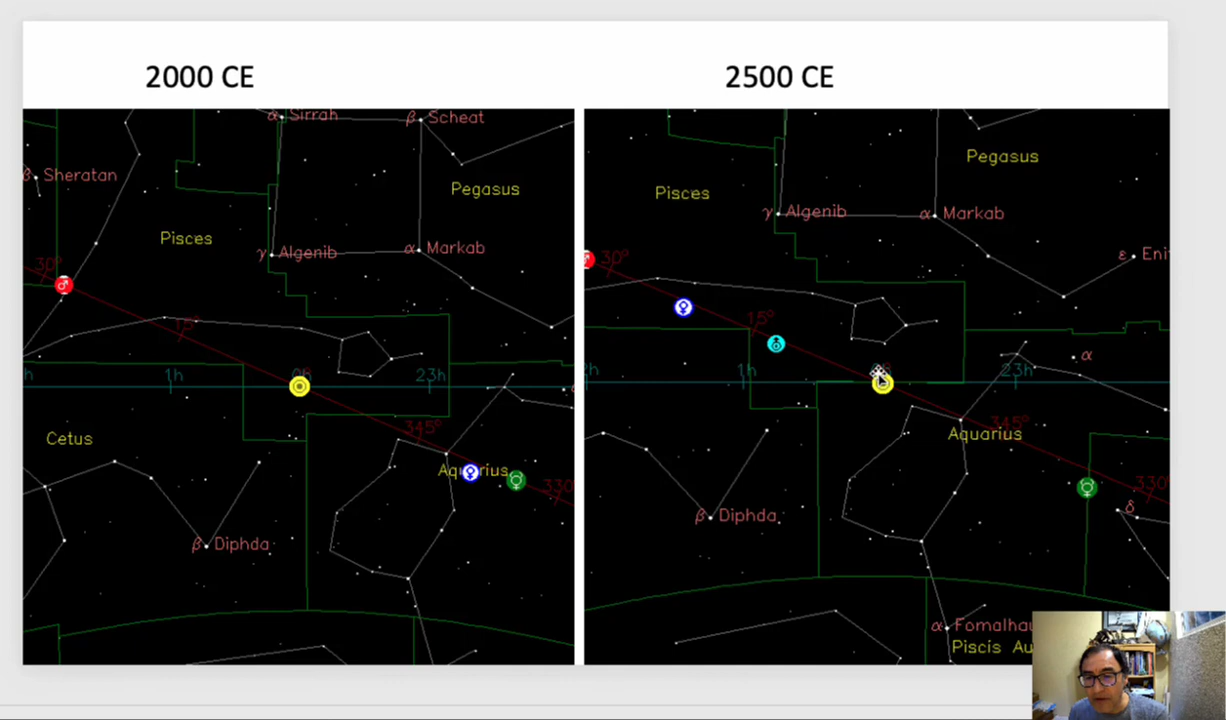 2000 CE
2500 CE
α Sirrah
β Scheat
β Sheratan
Pegasus
Pisces
γ Algenib
α Markab
30°
15°
1h
0h
23h
345°
Cetus
Aquarius
330
β Diphda
Pegasus
Pisces
γ Algenib
α Markab
ε Eni
30°
15°
α
1h
23h
345°
Aquarius
330°
δ
β Diphda
α Fomalhau
Piscis Au